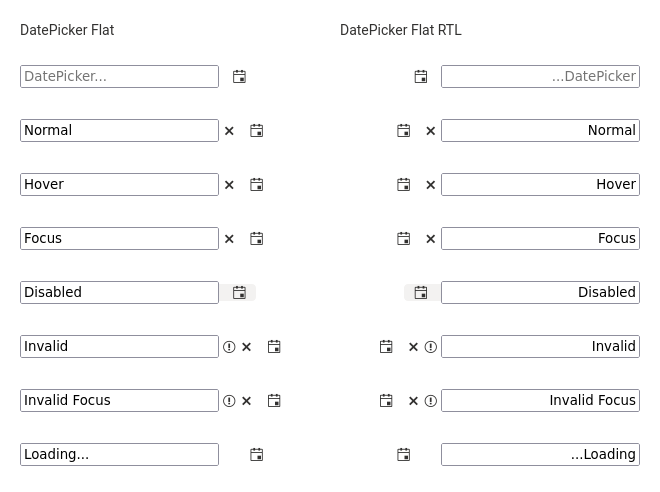 DatePicker Flat
DatePicker Flat RTL
DatePicker...
...DatePicker
Normal
Normal
Hover
Hover
Focus
Focus
Disabled
Disabled
Invalid
Invalid
Invalid Focus
Invalid Focus
Loading...
...Loading